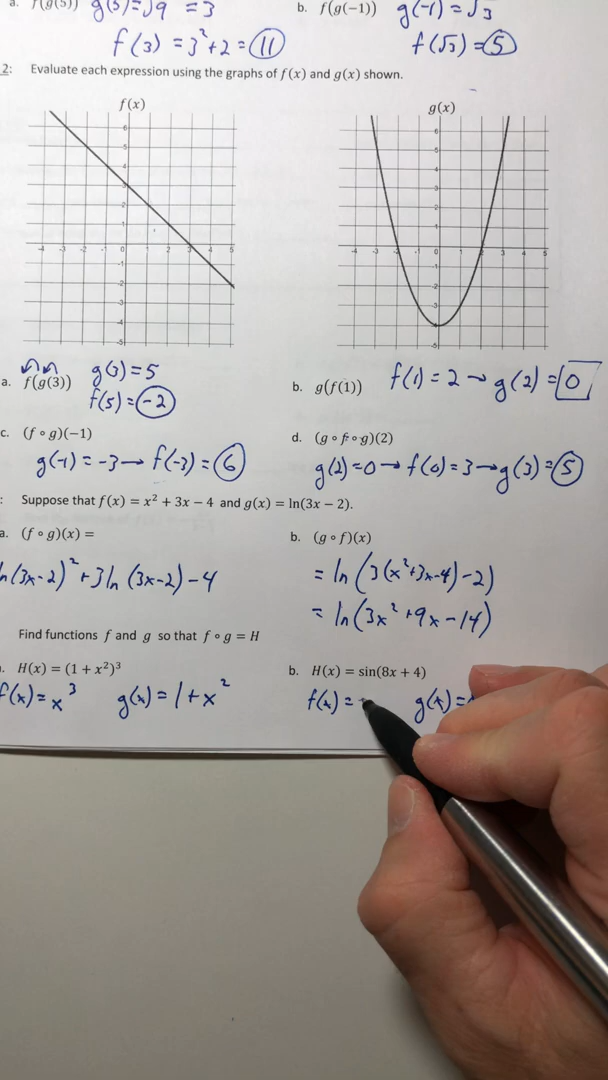 a. f(g(5)) g(5)=√9 =3
f(3) =3²+2 =11
b. f(g(-1)) g(-1)=√3
f(√3) =5
2: Evaluate each expression using the graphs of f(x) and g(x) shown.
f(x)
g(x)
a. f(g(3)) g(3)=5
f(5) =-2
b. g(f(1)) f(1)=2→g(2)=0
c. (f∘g)(−1)
g(-1)=-3→f(-3)=6
d. (g∘f∘g)(2)
g(2)=0→f(0)=3→g(3)=5
: Suppose that f(x) = x² + 3x − 4 and g(x) = ln(3x − 2).
a. (f∘g)(x) =
(3x-2)²+3ln(3x-2)-4
b. (g∘f)(x)
= ln(3(x²+3x-4)-2)
= ln(3x²+9x-14)
Find functions f and g so that f∘g = H
. H(x) = (1 + x²)³
f(x)=x³ g(x)=1+x²
b. H(x) = sin(8x + 4)
f(x)= g(x)=